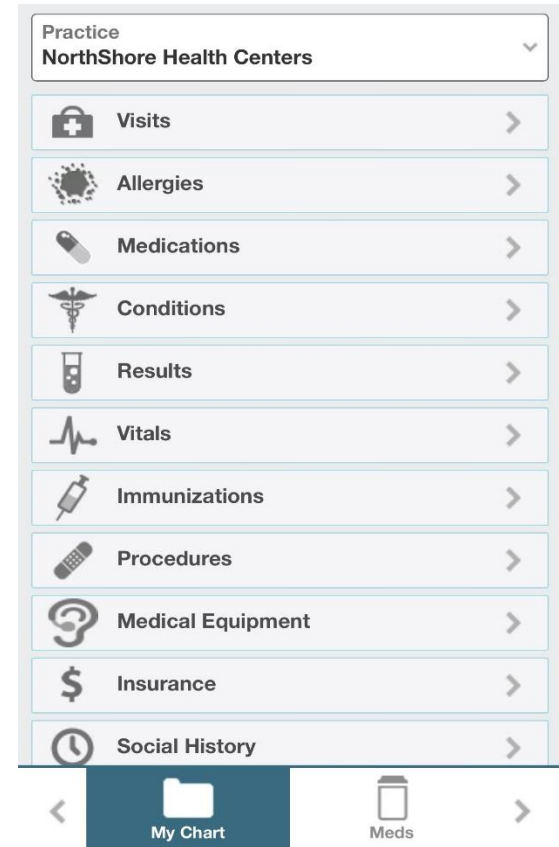 Practice
NorthShore Health Centers
Visits
Allergies
Medications
Conditions
Results
Vitals
Immunizations
Procedures
Medical Equipment
$ Insurance
Social History
My Chart
Meds